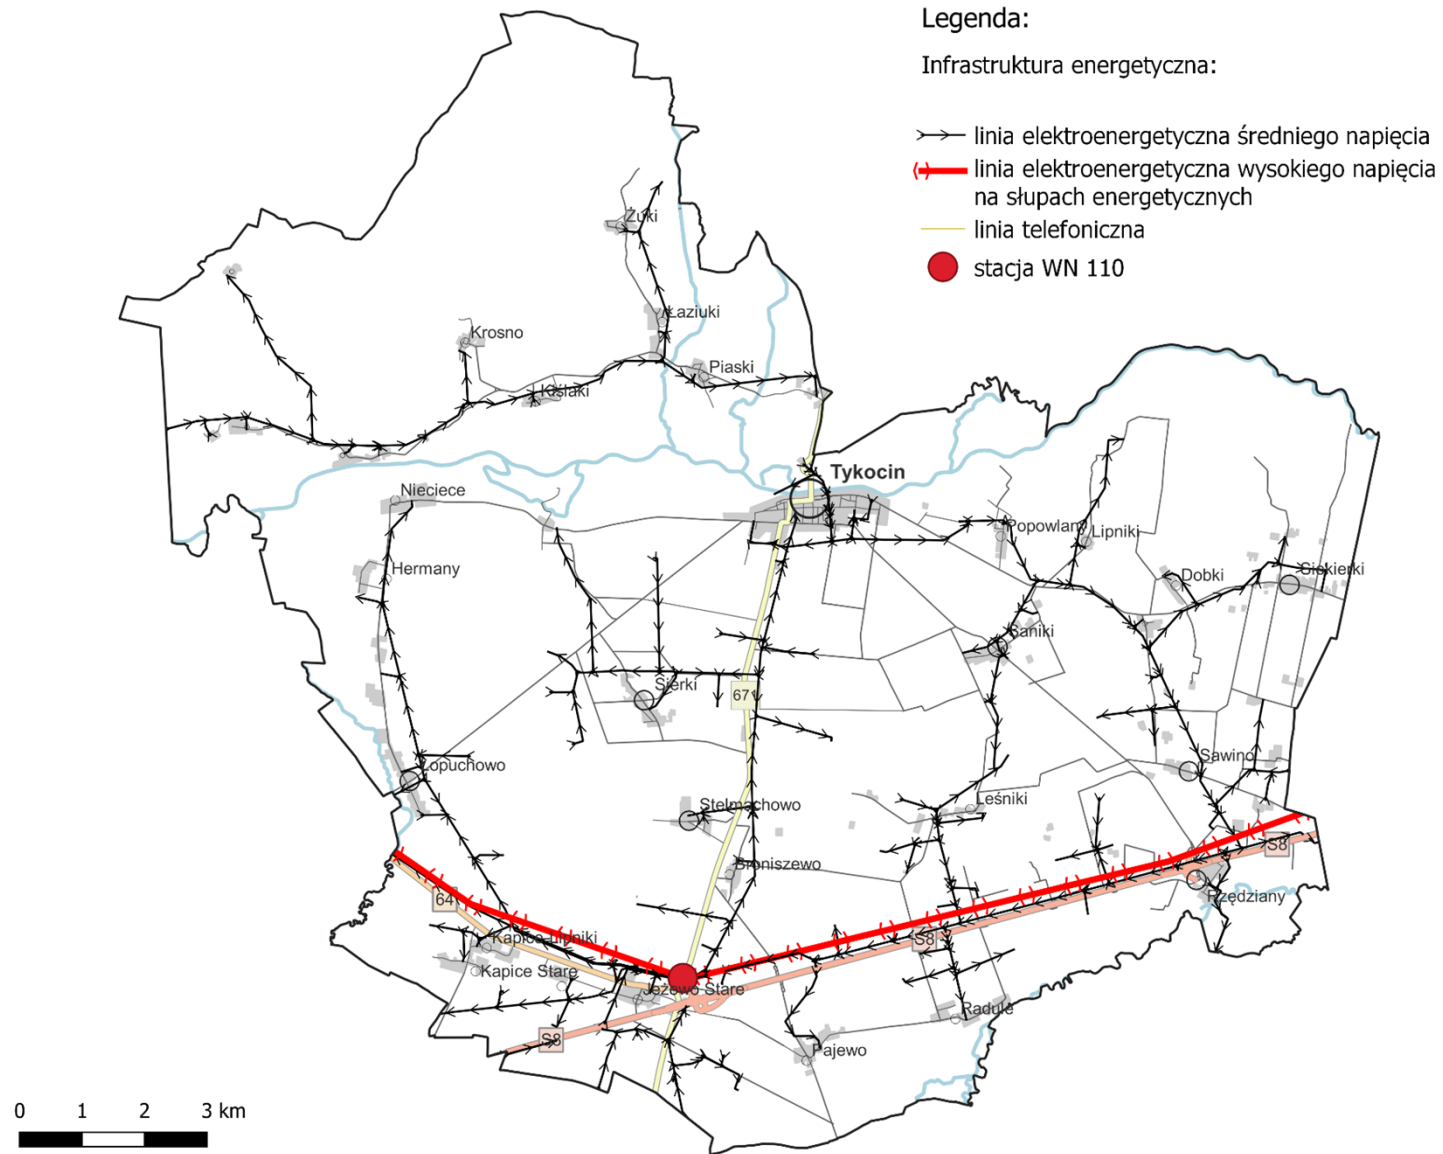 Legenda:
Infrastruktura energetyczna:
linia elektroenergetyczna średniego napięcia
linia elektroenergetyczna wysokiego napięcia
na słupach energetycznych
linia telefoniczna
stacja WN 110
Żuki
Łaziuki
Krosno
Piaski
Kiślaki
Tykocin
Nieciece
Popowlany
Lipniki
Hermany
Dobki
Siekierki
Saniki
Sierki
671
Łopuchowo
Sawino
Stelmachowo
Leśniki
Broniszewo
S8
64
Rzędziany
Kapice Lipniki
S8
Kapice Stare
Jeżewo Stare
Radule
S8
Pajewo
0 1 2 3 km